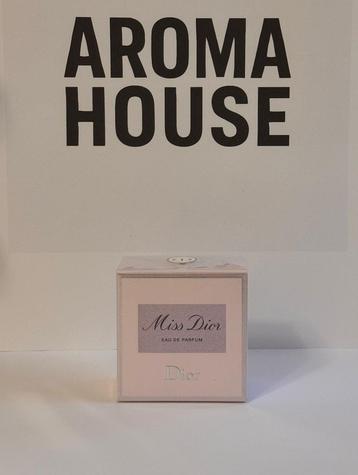 AROMA
HOUSE
Miss Dior
EAU DE PARFUM
Dior